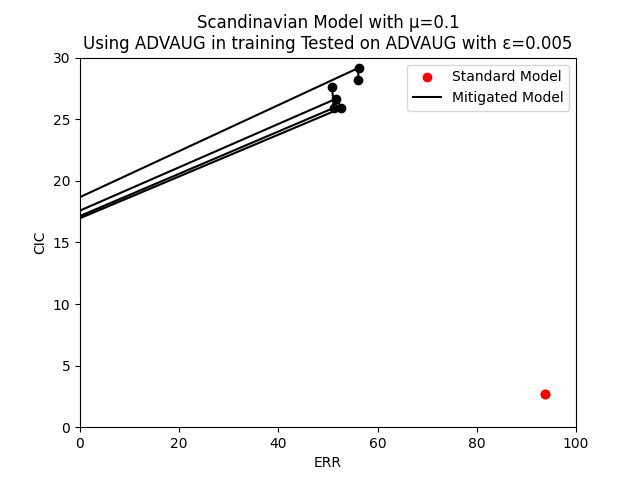 Scandinavian Model with μ=0.1
Using ADVAUG in training Tested on ADVAUG with ε=0.005
30
25
20
15
10
5
0
CIC
Standard Model
Mitigated Model
0 20 40 60 80 100
ERR